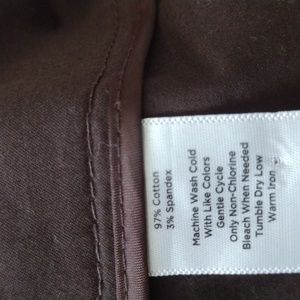 97% Cotton
3% Spandex
Machine Wash Cold
With Like Colors
Gentle Cycle
Only Non-Chlorine
Bleach When Needed
Tumble Dry Low
Warm Iron